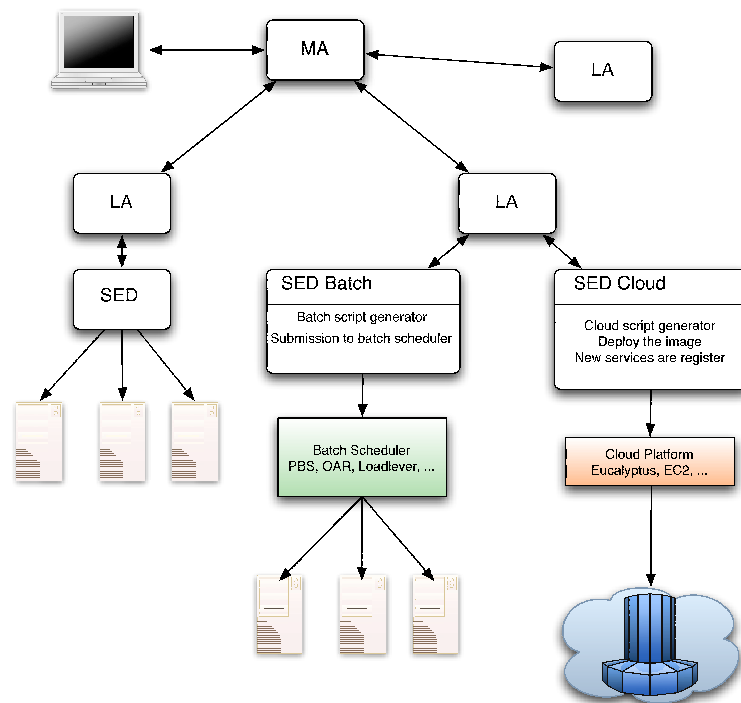 MA
LA
LA
LA
SED
SED Batch
Batch script generator
Submission to batch scheduler
SED Cloud
Cloud script generator
Deploy the image
New services are register
Batch Scheduler
PBS, OAR, Loadlever, ...
Cloud Platform
Eucalyptus, EC2, ...